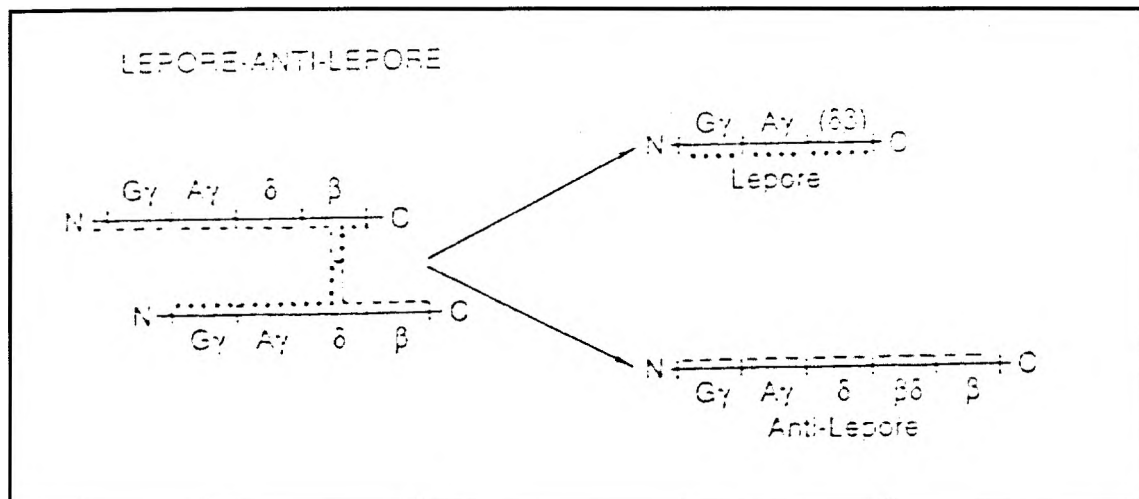 LEPORE-ANTI-LEPORE
N Gγ Aγ (δβ) C
Lepore
Gγ Aγ δ β
N C
N C
Gγ Aγ δ β
N C
Gγ Aγ δ βδ β
Anti-Lepore